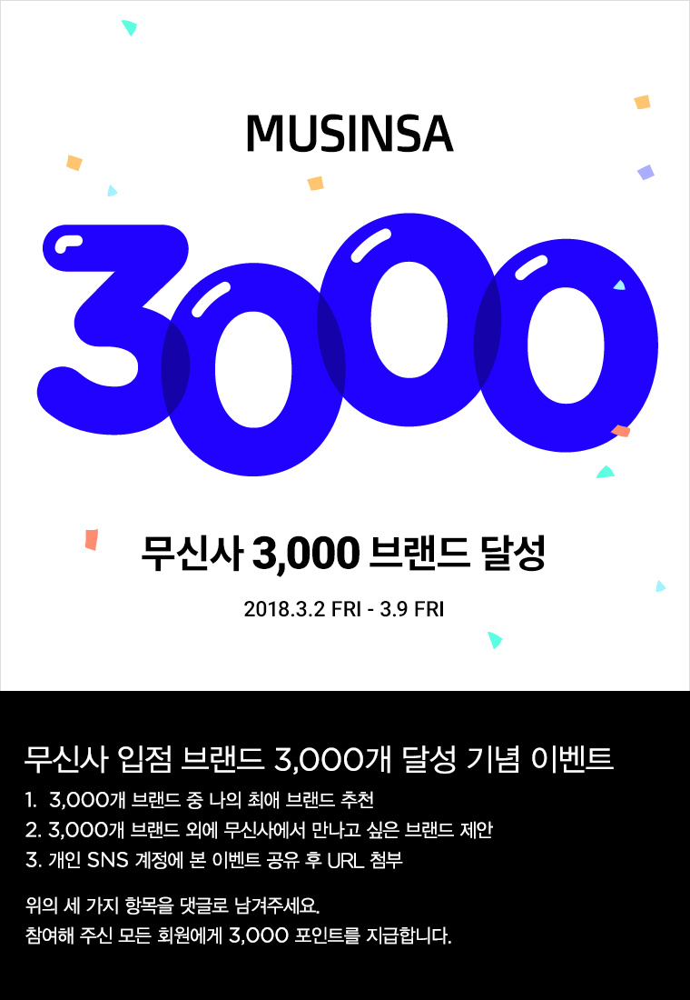 MUSINSA
3000
무신사 3,000 브랜드 달성
2018.3.2 FRI - 3.9 FRI
무신사 입점 브랜드 3,000개 달성 기념 이벤트
1. 3,000개 브랜드 중 나의 최애 브랜드 추천
2. 3,000개 브랜드 외에 무신사에서 만나고 싶은 브랜드 제안
3. 개인 SNS 계정에 본 이벤트 공유 후 URL 첨부
위의 세 가지 항목을 댓글로 남겨주세요.
참여해 주신 모든 회원에게 3,000 포인트를 지급합니다.